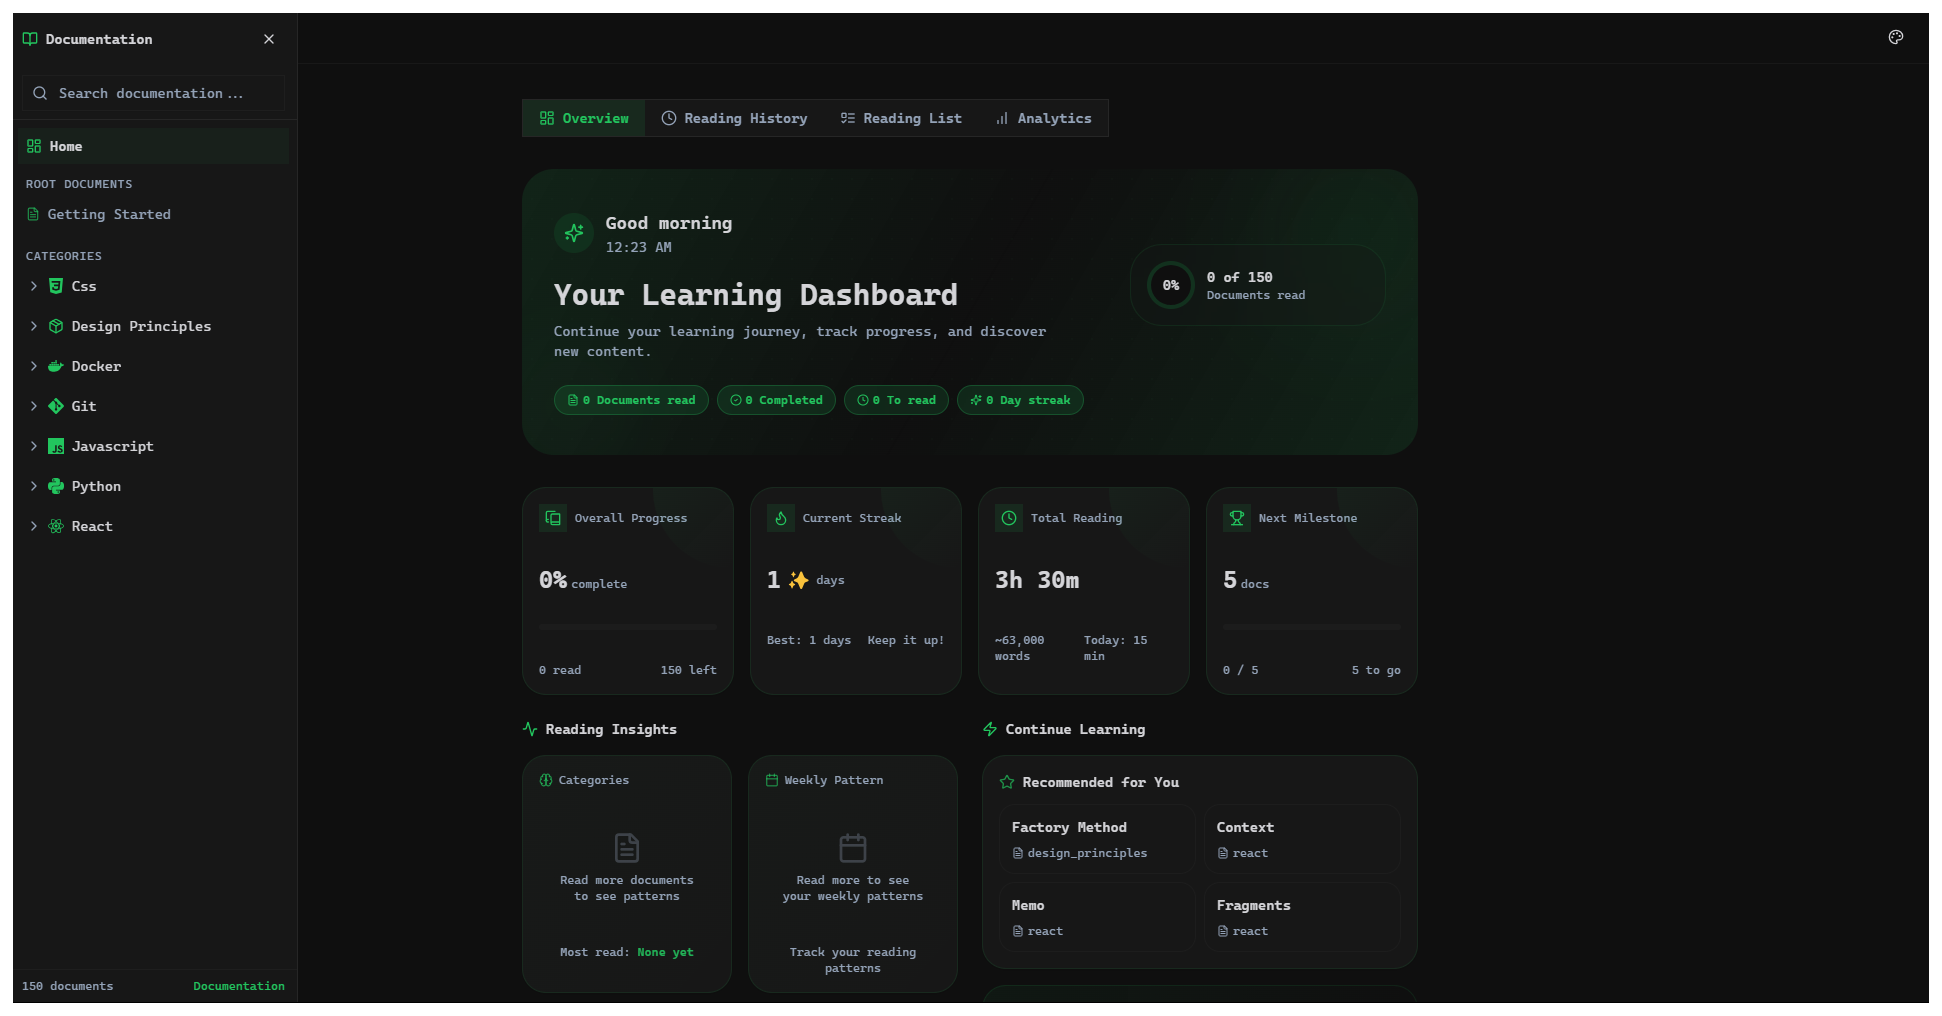 Documentation
Search documentation...
Home
ROOT DOCUMENTS
Getting Started
CATEGORIES
Css
Design Principles
Docker
Git
JS
Javascript
Python
React
150 documents
Documentation
Overview
Reading History
Reading List
Analytics
Good morning
12:23 AM
Your Learning Dashboard
Continue your learning journey, track progress, and discover
new content.
0 Documents read
0 Completed
0 To read
0 Day streak
0%
0 of 150
Documents read
Overall Progress
0% complete
0 read
150 left
Current Streak
1 ✨ days
Best: 1 days
Keep it up!
Total Reading
3h 30m
~63,000
words
Today: 15
min
Next Milestone
5 docs
0 / 5
5 to go
Reading Insights
Categories
Read more documents
to see patterns
Most read: None yet
Weekly Pattern
Read more to see
your weekly patterns
Track your reading
patterns
Continue Learning
Recommended for You
Factory Method
design_principles
Context
react
Memo
react
Fragments
react